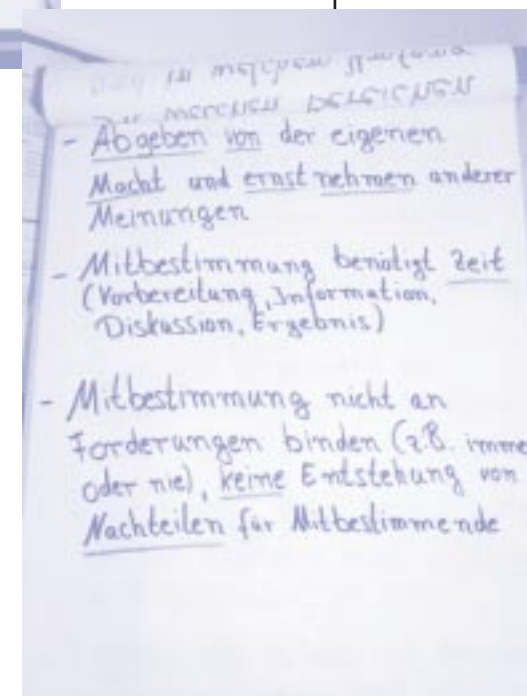 - Abgeben von der eigenen
Macht und ernst nehmen anderer
Meinungen
- Mitbestimmung benötigt Zeit
(Vorbereitung, Information,
Diskussion, Ergebnis)
- Mitbestimmung nicht an
Forderungen binden (z.B. imme
oder nie), keine Entstehung von
Nachteilen für Mitbestimmende